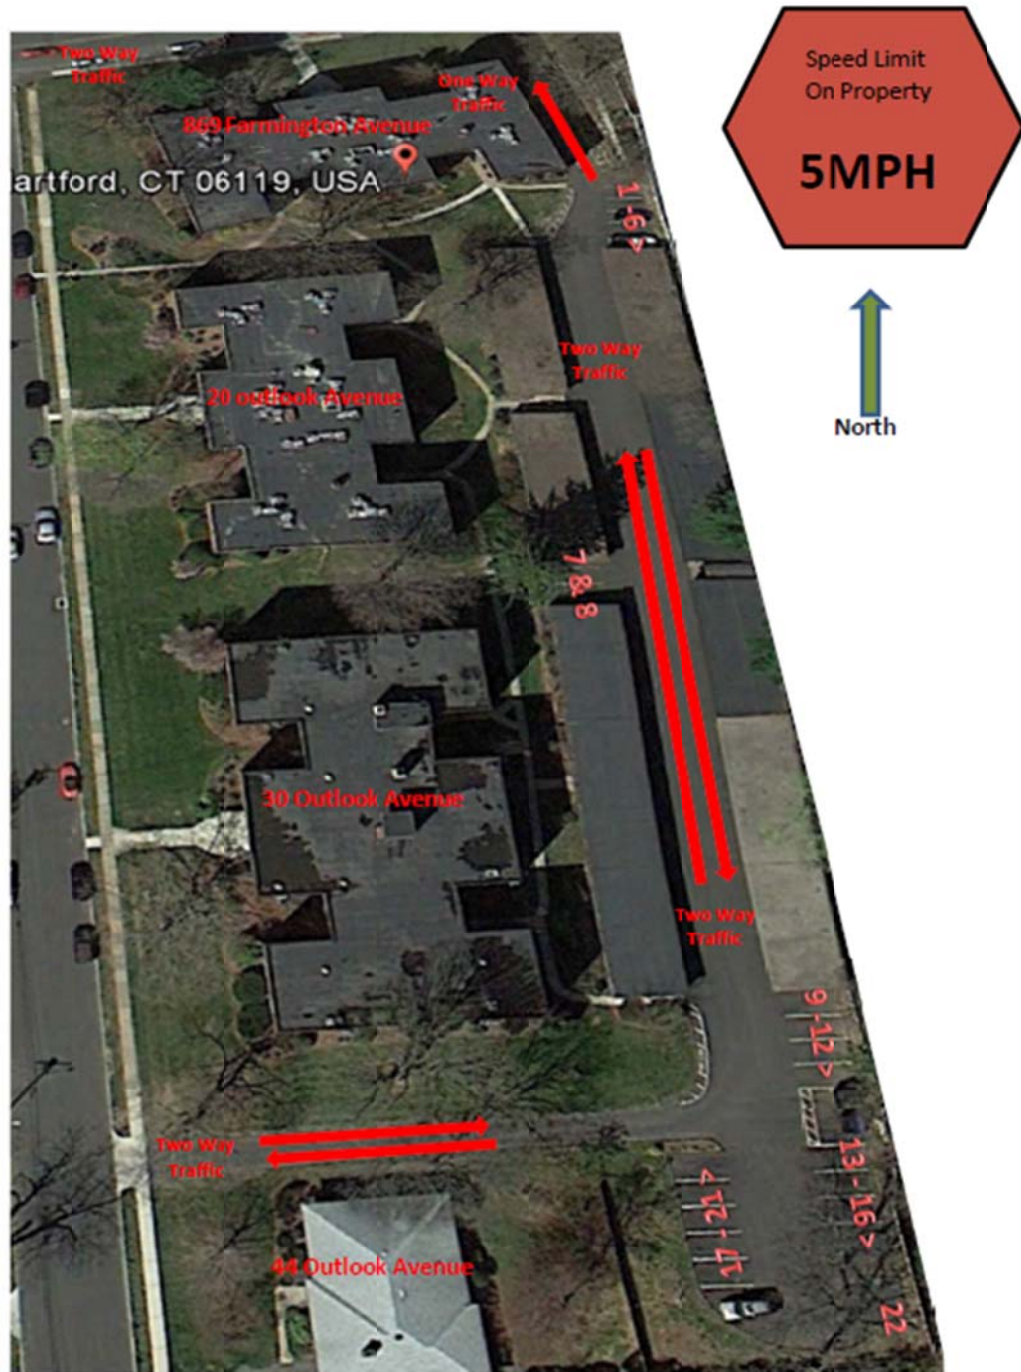 Two Way
Traffic
One Way
Traffic
869 Farmington Avenue
artford, CT 06119, USA
Speed Limit
On Property
5MPH
North
1 -6 >
Two Way
Traffic
20 outlook Avenue
7 & 8
30 Outlook Avenue
Two Way
Traffic
9 -12 >
Two Way
Traffic
13 - 16 >
17 - 21 >
44 Outlook Avenue
22